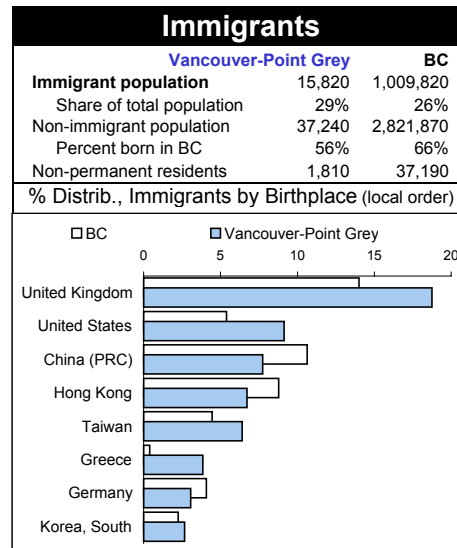 Immigrants
Vancouver-Point Grey BC
Immigrant population 15,820 1,009,820
Share of total population 29% 26%
Non-immigrant population 37,240 2,821,870
Percent born in BC 56% 66%
Non-permanent residents 1,810 37,190
% Distrib., Immigrants by Birthplace (local order)
BC Vancouver-Point Grey
0 5 10 15 20
United Kingdom
United States
China (PRC)
Hong Kong
Taiwan
Greece
Germany
Korea, South